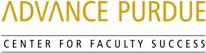 ADVANCE PURDUE
CENTER FOR FACULTY SUCCESS